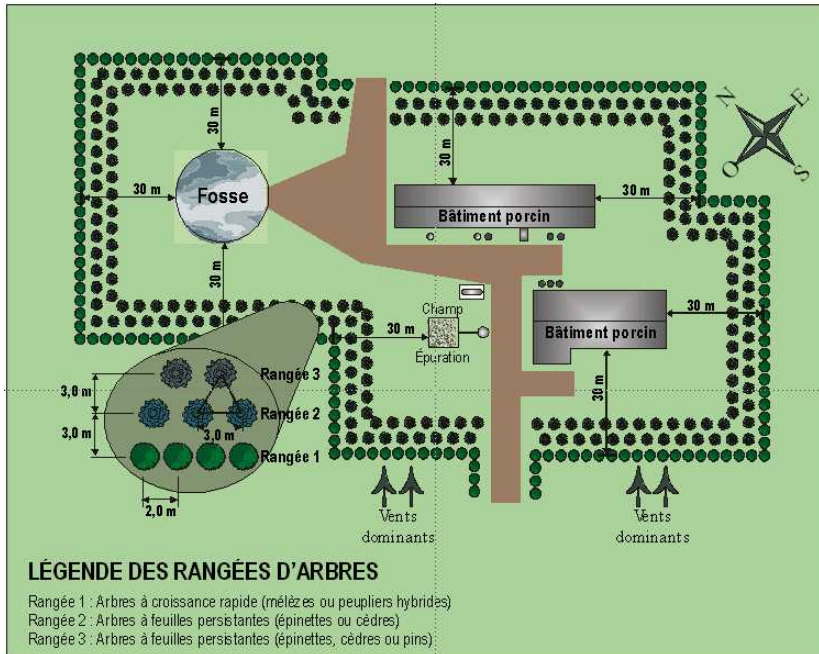 N
E
O
S
30 m
30 m
30 m
30 m
Fosse
Bâtiment porcin
30 m
30 m
Champ
Épuration
30 m
Bâtiment porcin
30 m
Rangée 3
3,0 m
Rangée 2
3,0 m
3,0 m
Rangée 1
2,0 m
Vents
dominants
Vents
dominants
LÉGENDE DES RANGÉES D'ARBRES
Rangée 1 : Arbres à croissance rapide (mélèzes ou peupliers hybrides)
Rangée 2 : Arbres à feuilles persistantes (épinettes ou cèdres)
Rangée 3 : Arbres à feuilles persistantes (épinettes, cèdres ou pins)